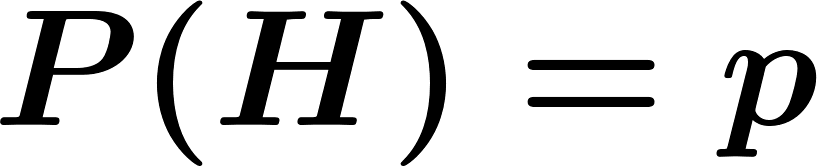 P(H) = p